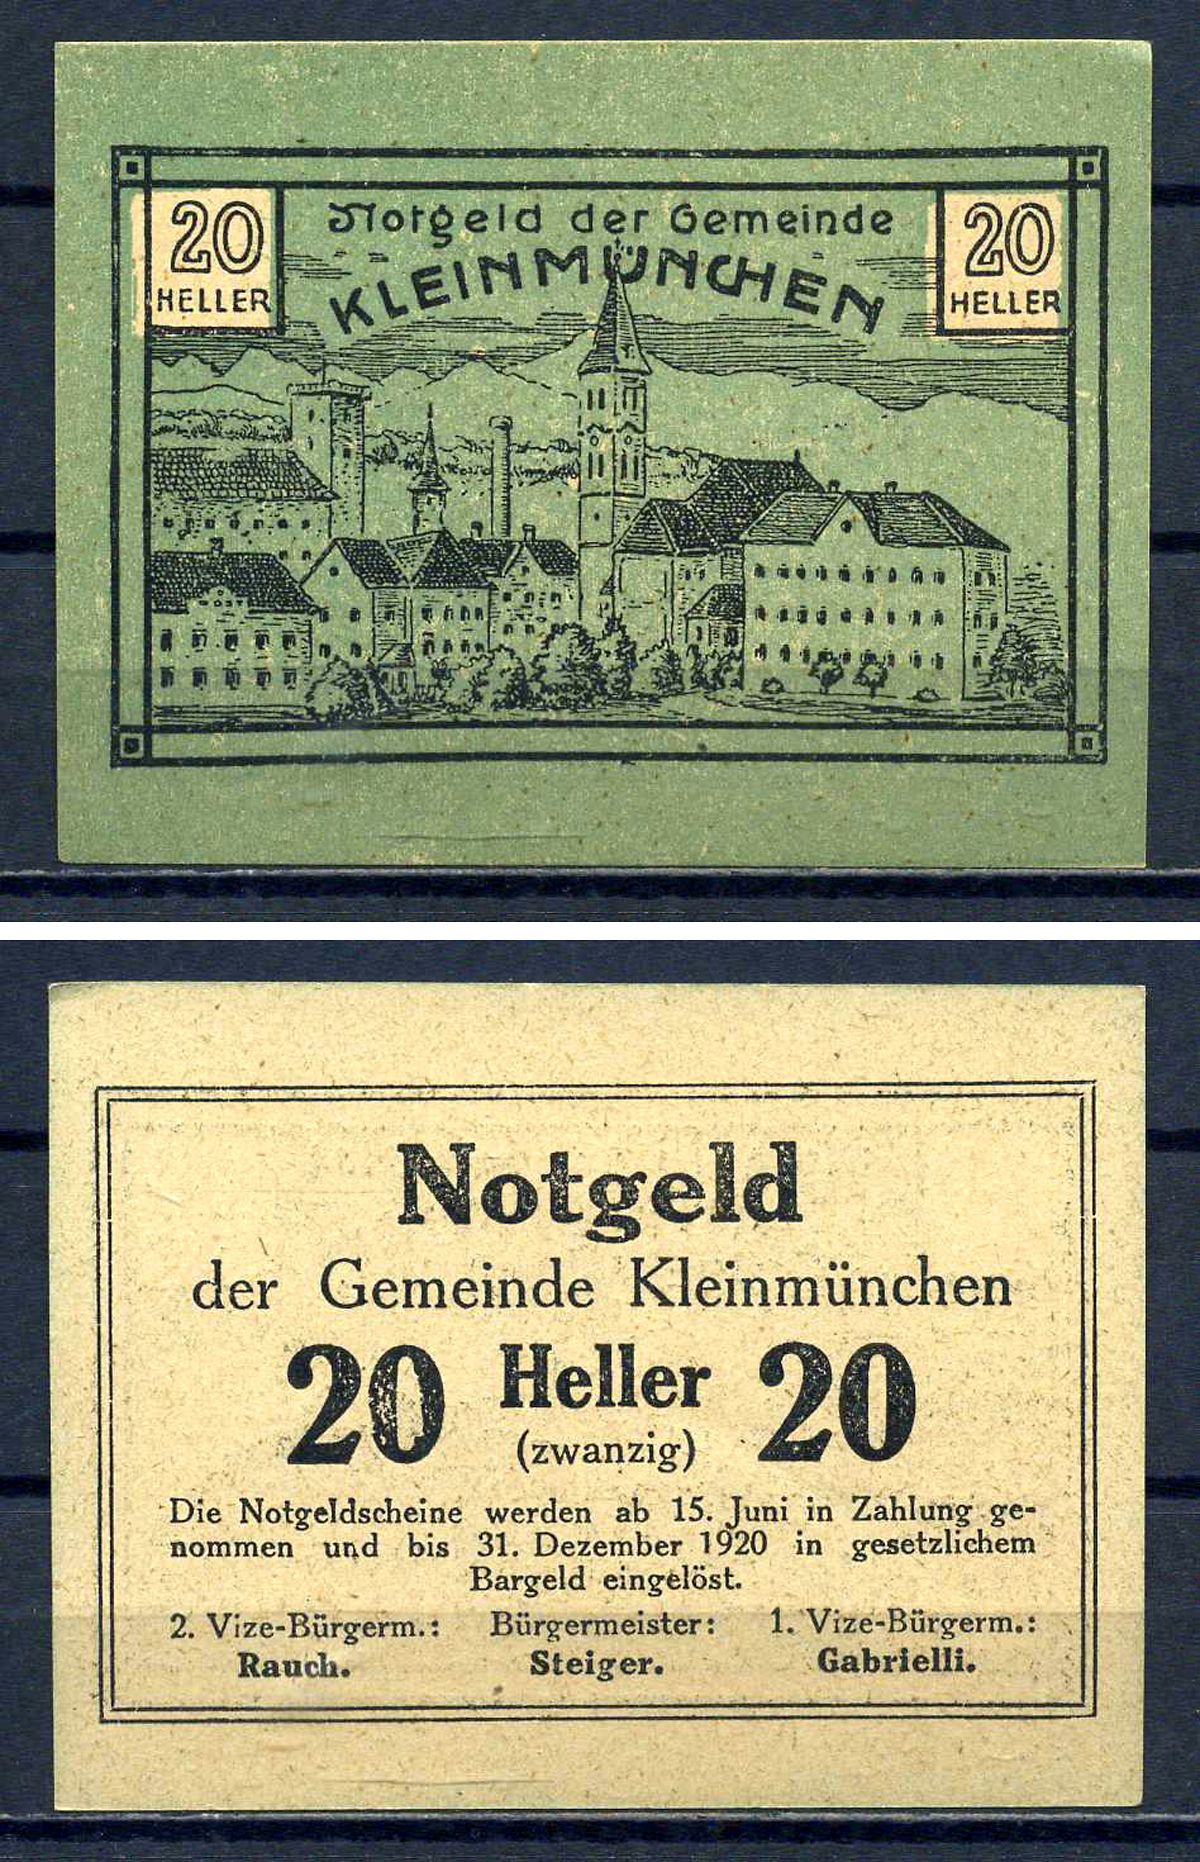 20
HELLER
Notgeld der Gemeinde
KLEINMÜNCHEN
20
HELLER
Notgeld
der Gemeinde Kleinmünchen
20 Heller 20
(zwanzig)
Die Notgeldscheine werden ab 15. Juni in Zahlung ge-
nommen und bis 31. Dezember 1920 in gesetzlichem
Bargeld eingelöst.
2. Vize-Bürgerm.: Bürgermeister: 1. Vize-Bürgerm.:
Rauch. Steiger. Gabrielli.